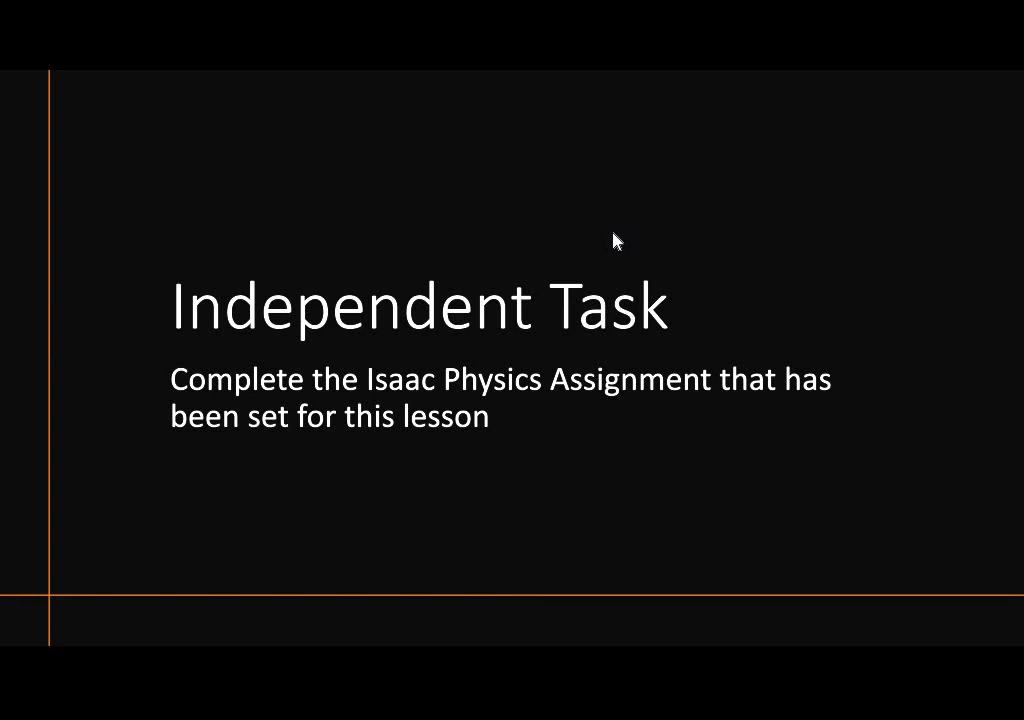 Independent Task
Complete the Isaac Physics Assignment that has
been set for this lesson